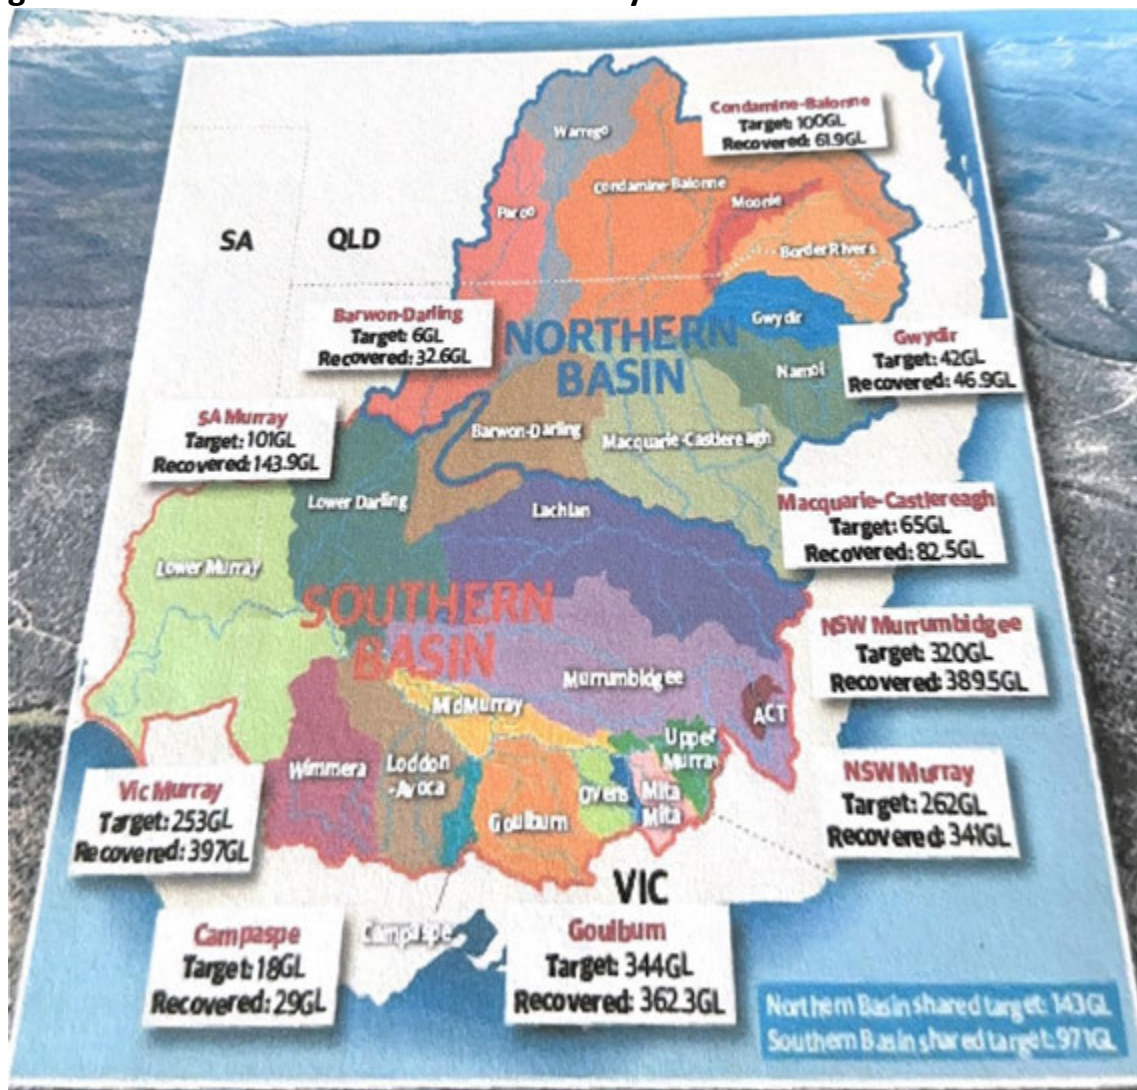 Condamine-Balonne
Target: 100GL
Recovered: 61.9GL
Warrego
Condamine-Balonne
Paroo
Moonie
SA
QLD
Border Rivers
Barwon-Darling
Target: 6GL
Recovered: 32.6GL
NORTHERN
BASIN
Gwydir
Gwydir
Target: 42GL
Recovered: 46.9GL
Namoi
SA Murray
Target: 101GL
Recovered: 143.9GL
Barwon-Darling
Macquarie-Castlereagh
Lower Darling
Lachlan
Macquarie-Castlereagh
Target: 65GL
Recovered: 82.5GL
Lower Murray
SOUTHERN
BASIN
NSW Murrumbidgee
Target: 320GL
Recovered: 389.5GL
Murrumbidgee
Mid Murray
ACT
Upper
Murray
Wimmera
Loddon
-Avoca
Ovens
Mita
Mita
Goulburn
Vic Murray
Target: 253GL
Recovered: 397GL
NSW Murray
Target: 262GL
Recovered: 341GL
VIC
Campaspe
Campaspe
Target: 18GL
Recovered: 29GL
Goulburn
Target: 344GL
Recovered: 362.3GL
Northern Basin shared target: 143GL
Southern Basin shared target: 971GL